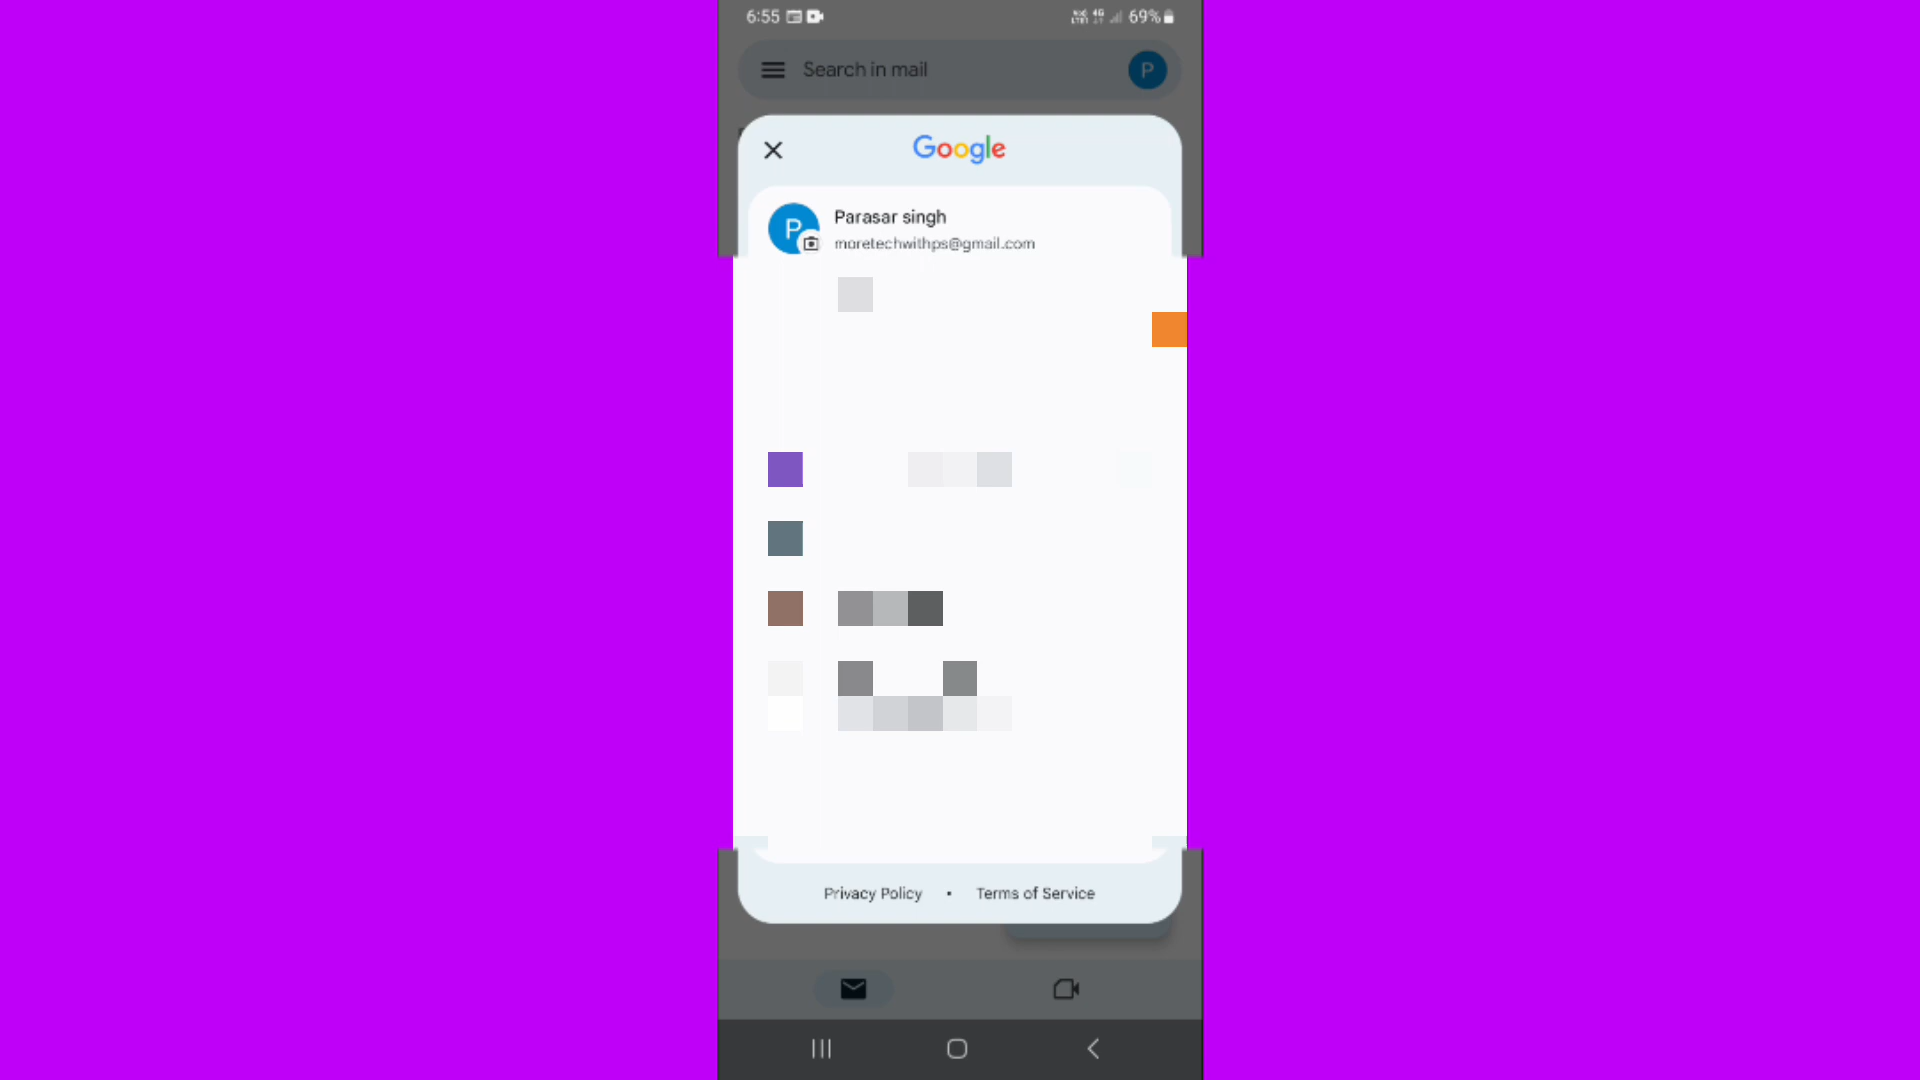 6:55 69%
Search in mail P
Google
P Parasar singh
moretechwithps@gmail.com
Privacy Policy • Terms of Service